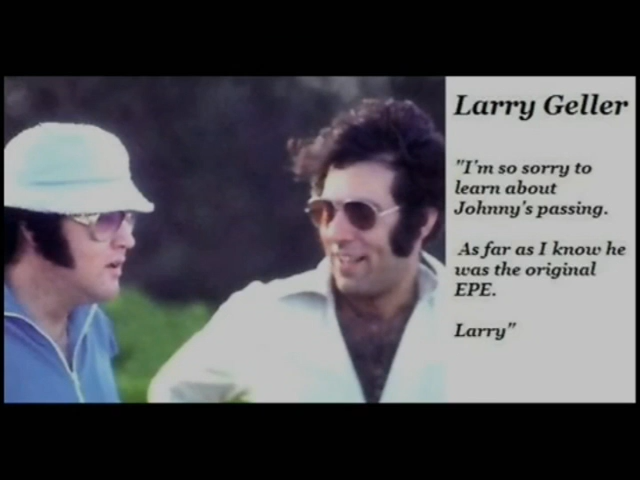 Larry Geller
"I'm so sorry to
learn about
Johnny's passing.
As far as I know he
was the original
EPE.
Larry"